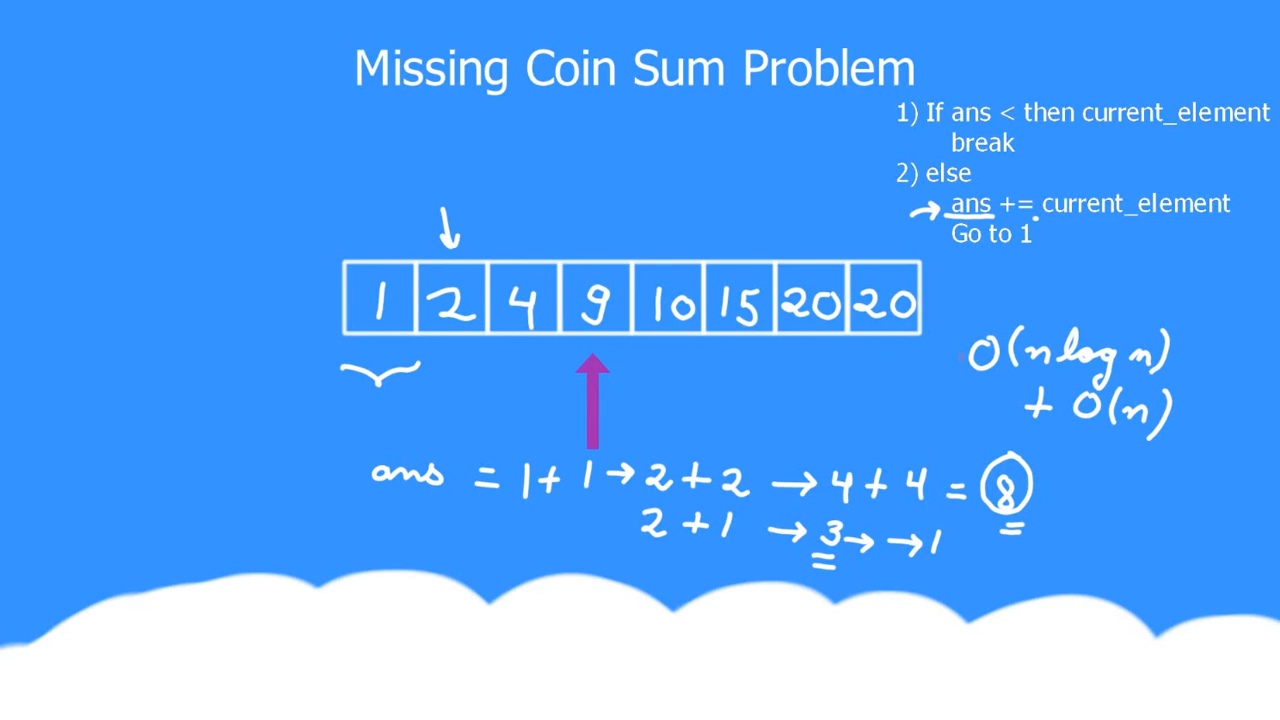 Missing Coin Sum Problem
1) If ans < then current_element
break
2) else
ans += current_element
Go to 1
1 2 4 9 10 15 20 20
O(n log n)
+ O(n)
ans = 1 + 1 → 2 + 2 → 4 + 4 = 8
2 + 1 → 3 → → 1